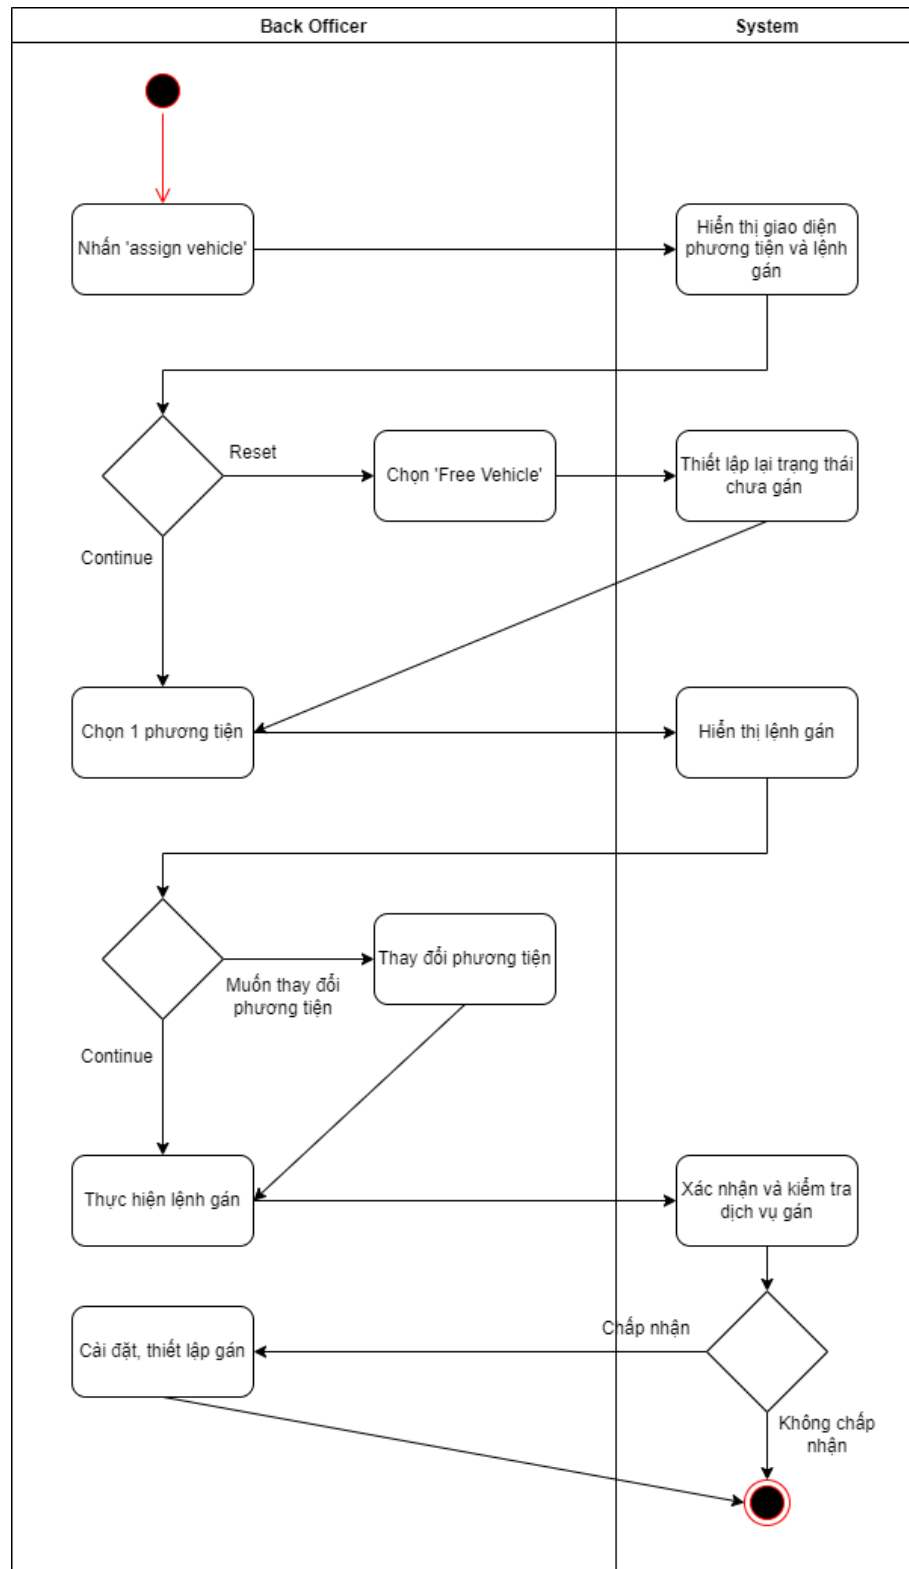 Back Officer
System
Nhấn 'assign vehicle'
Hiển thị giao diện
phương tiện và lệnh
gán
Reset
Chọn 'Free Vehicle'
Thiết lập lại trạng thái
chưa gán
Continue
Chọn 1 phương tiện
Hiển thị lệnh gán
Muốn thay đổi
phương tiện
Thay đổi phương tiện
Continue
Thực hiện lệnh gán
Xác nhận và kiểm tra
dịch vụ gán
Chấp nhận
Cài đặt, thiết lập gán
Không chấp
nhận